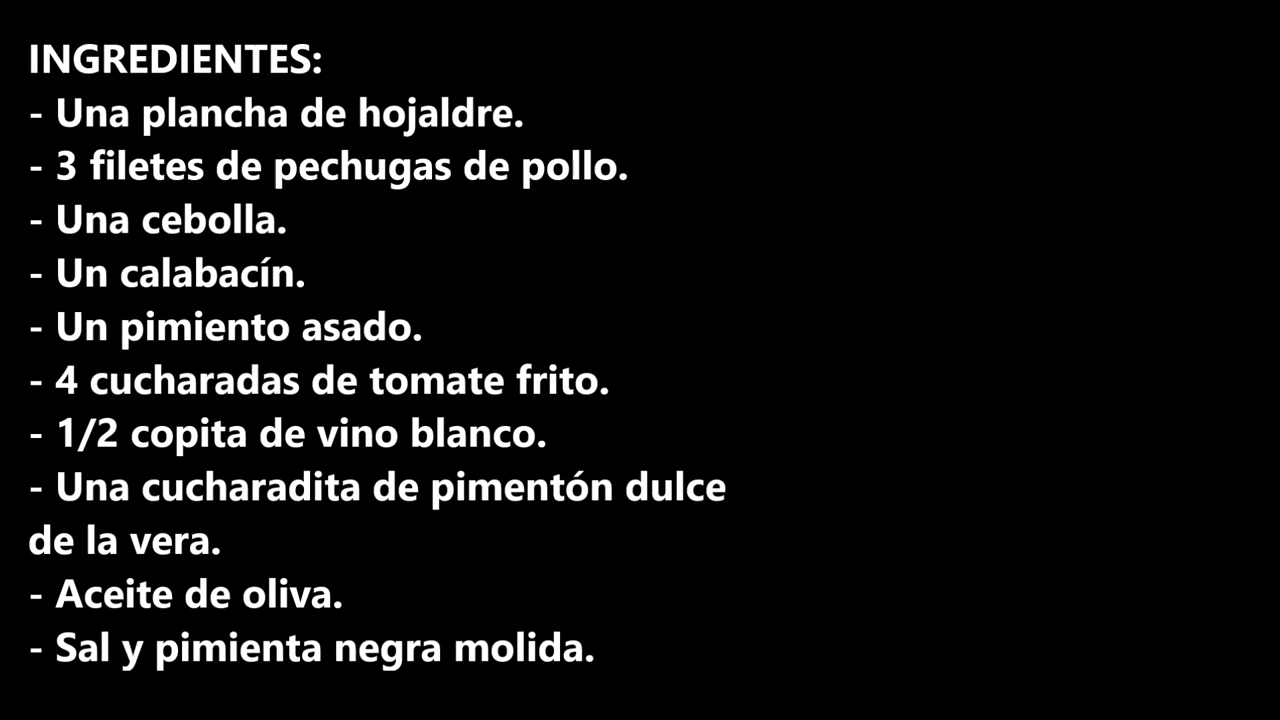 INGREDIENTES:
- Una plancha de hojaldre.
- 3 filetes de pechugas de pollo.
- Una cebolla.
- Un calabacín.
- Un pimiento asado.
- 4 cucharadas de tomate frito.
- 1/2 copita de vino blanco.
- Una cucharadita de pimentón dulce
de la vera.
- Aceite de oliva.
- Sal y pimienta negra molida.